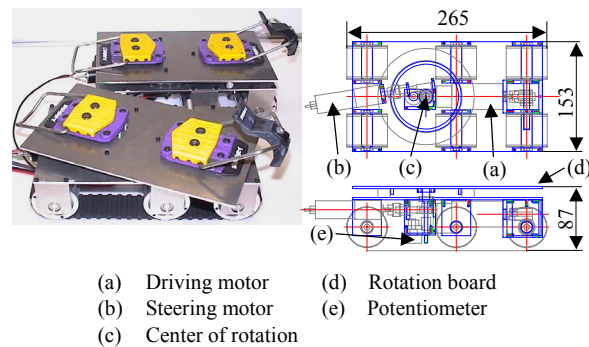 265
153
(b)
(c)
(a)
(d)
87
(e)
(a) Driving motor
(d) Rotation board
(b) Steering motor
(e) Potentiometer
(c) Center of rotation